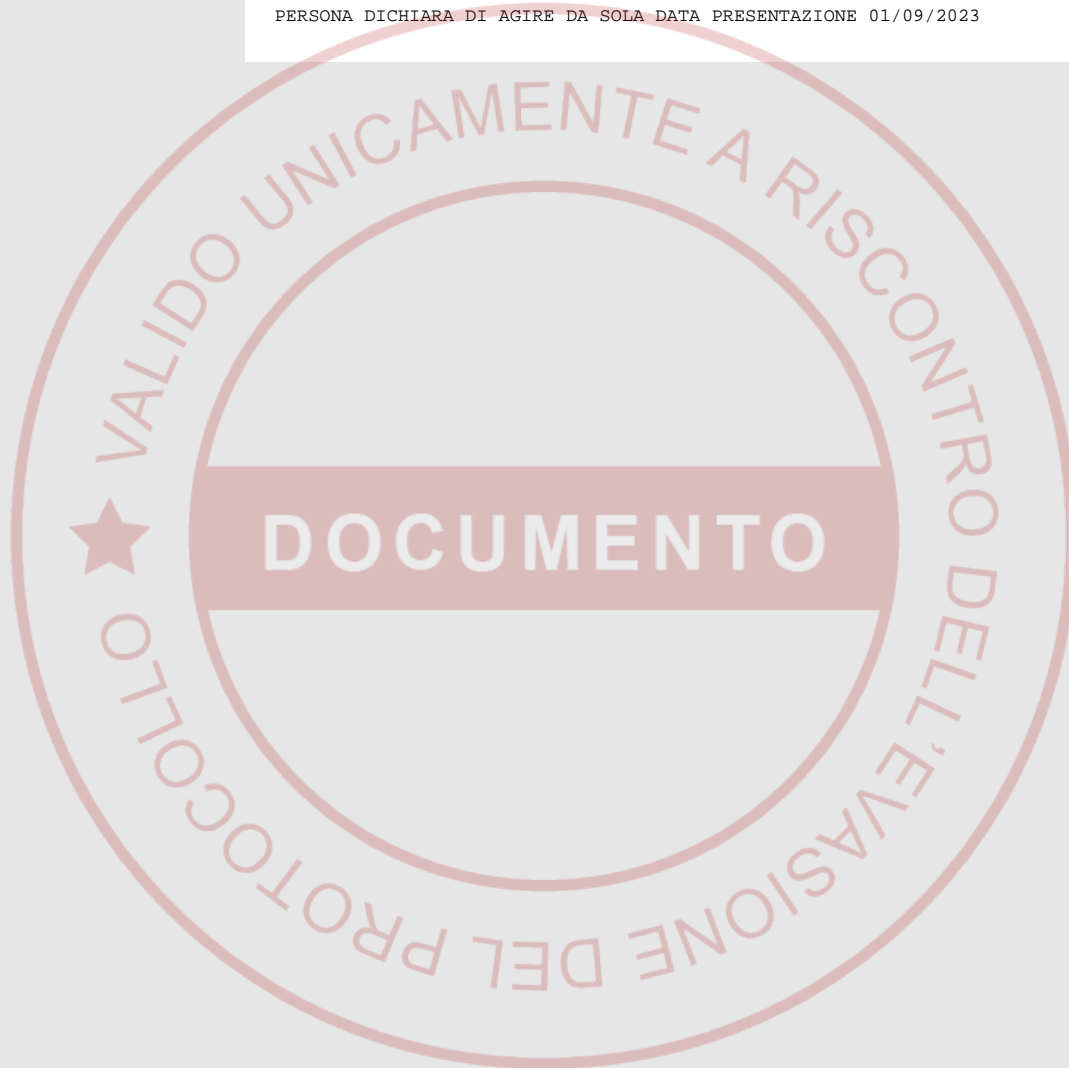 PERSONA DICHIARA DI AGIRE DA SOLA DATA PRESENTAZIONE 01/09/2023
VALIDO UNICAMENTE A RISCONTRO DELL'EVASIONE DEL PROTOCOLLO
DOCUMENTO